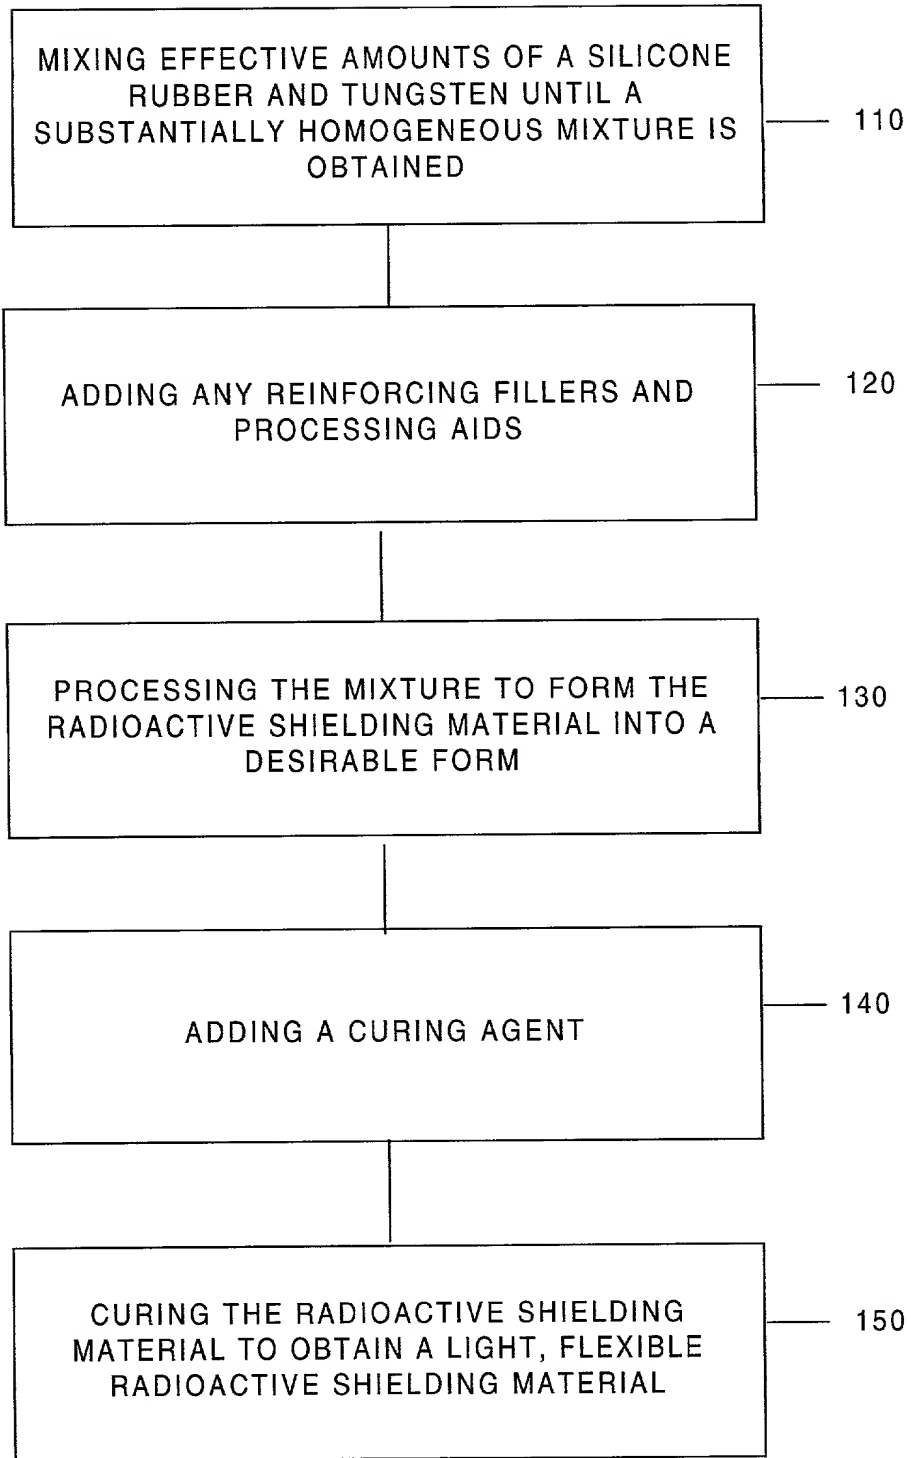 MIXING EFFECTIVE AMOUNTS OF A SILICONE
RUBBER AND TUNGSTEN UNTIL A
SUBSTANTIALLY HOMOGENEOUS MIXTURE IS
OBTAINED
110
ADDING ANY REINFORCING FILLERS AND
PROCESSING AIDS
120
PROCESSING THE MIXTURE TO FORM THE
RADIOACTIVE SHIELDING MATERIAL INTO A
DESIRABLE FORM
130
ADDING A CURING AGENT
140
CURING THE RADIOACTIVE SHIELDING
MATERIAL TO OBTAIN A LIGHT, FLEXIBLE
RADIOACTIVE SHIELDING MATERIAL
150